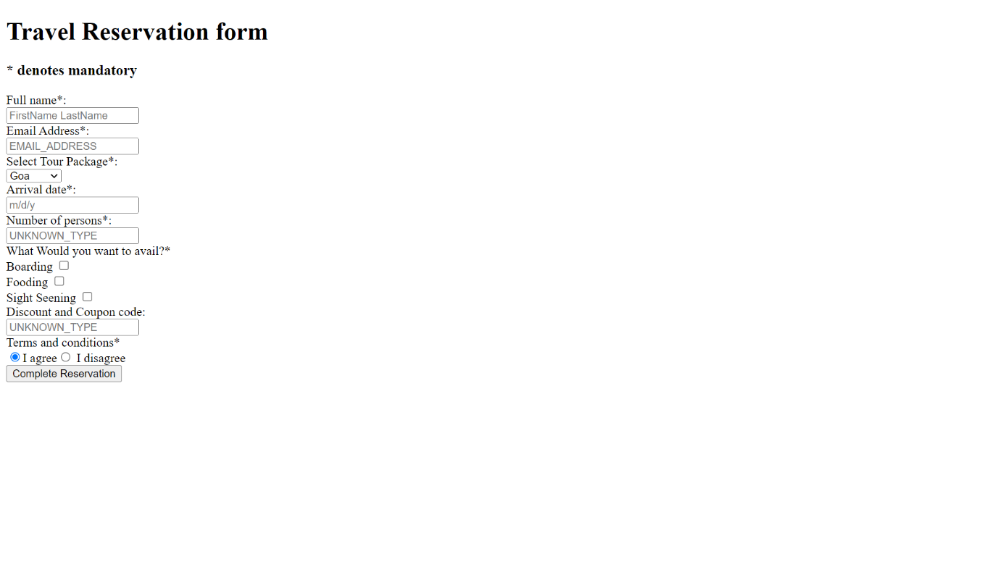 Travel Reservation form
* denotes mandatory
Full name*:
FirstName LastName
Email Address*:
EMAIL_ADDRESS
Select Tour Package*:
Goa
Arrival date*:
m/d/y
Number of persons*:
UNKNOWN_TYPE
What Would you want to avail?*
Boarding
Fooding
Sight Seening
Discount and Coupon code:
UNKNOWN_TYPE
Terms and conditions*
I agree I disagree
Complete Reservation